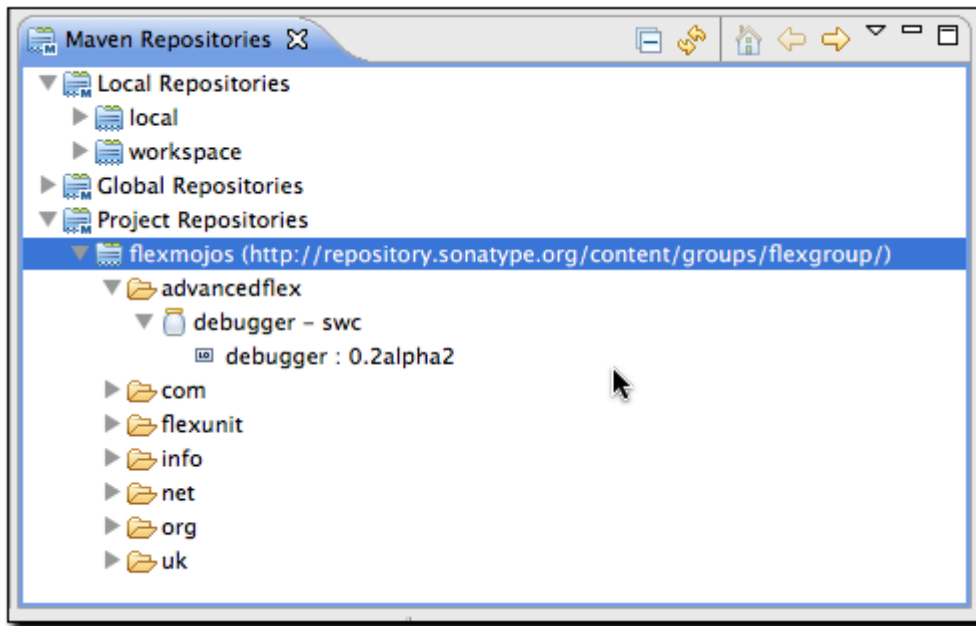 Maven Repositories
Local Repositories
local
workspace
Global Repositories
Project Repositories
flexmojos (http://repository.sonatype.org/content/groups/flexgroup/)
advancedflex
debugger – swc
debugger : 0.2alpha2
com
flexunit
info
net
org
uk